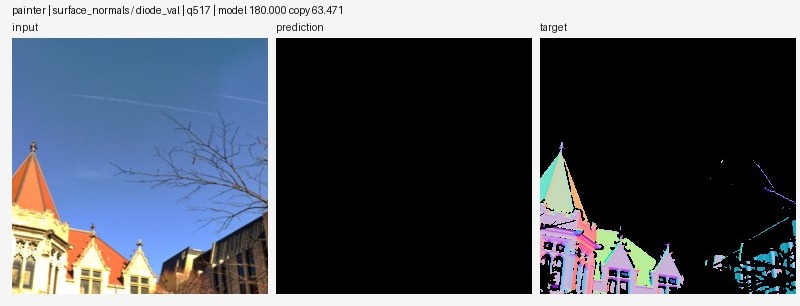 painter | surface_normals / diode_val | q517 | model 180.000 copy 63.471
input
prediction
target